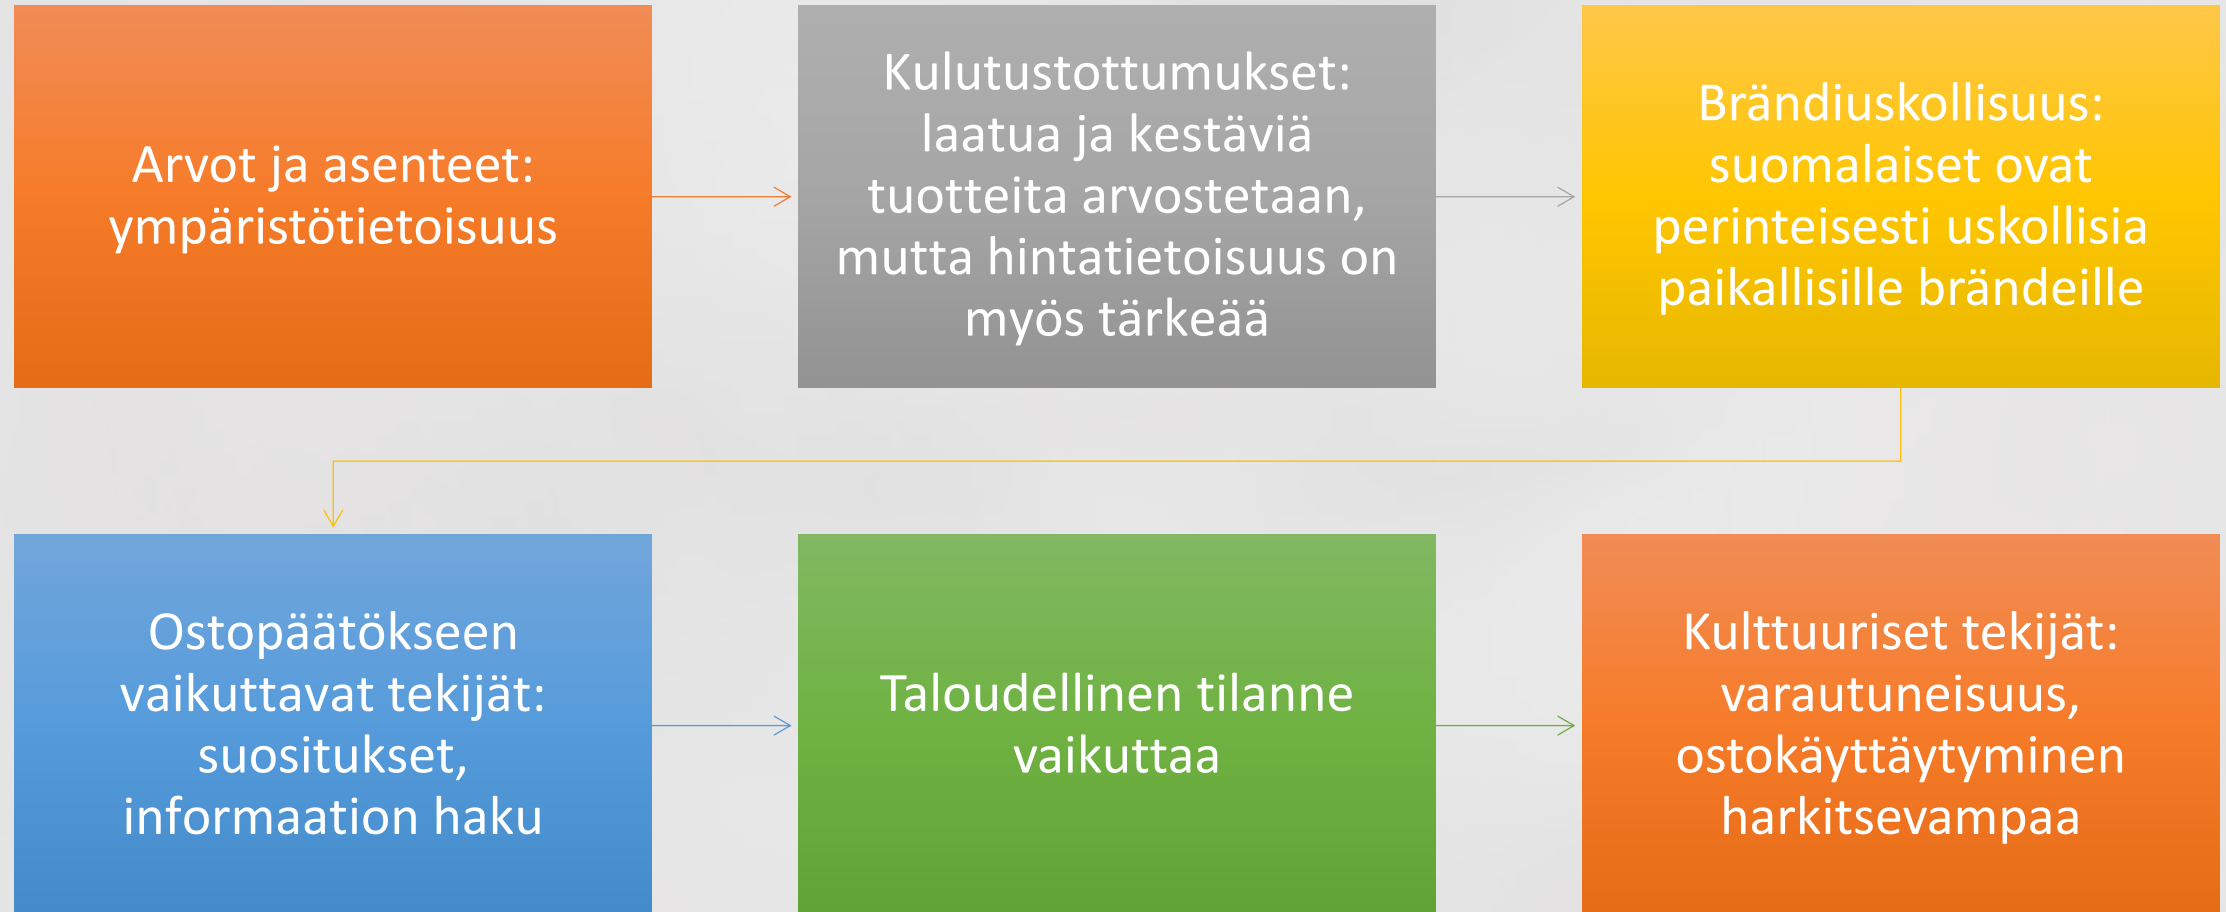 Arvot ja asenteet:
ympäristötietoisuus
Kulutustottumukset:
laatua ja kestäviä
tuotteita arvostetaan,
mutta hintatietoisuus on
myös tärkeää
Brändiuskollisuus:
suomalaiset ovat
perinteisesti uskollisia
paikallisille brändeille
Ostopäätökseen
vaikuttavat tekijät:
suositukset,
informaation haku
Taloudellinen tilanne
vaikuttaa
Kulttuuriset tekijät:
varautuneisuus,
ostokäyttäytyminen
harkitsevampaa